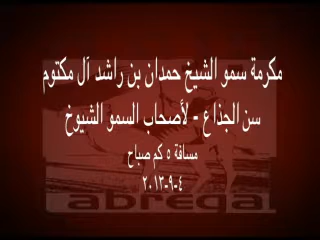 مكرمة سمو الشيخ حمدان بن راشد آل مكتوم
سن الجذاع - لأصحاب السمو الشيوخ
مسافة ٥ كم صباح
٤-٩-٢٠١٣
abreqa